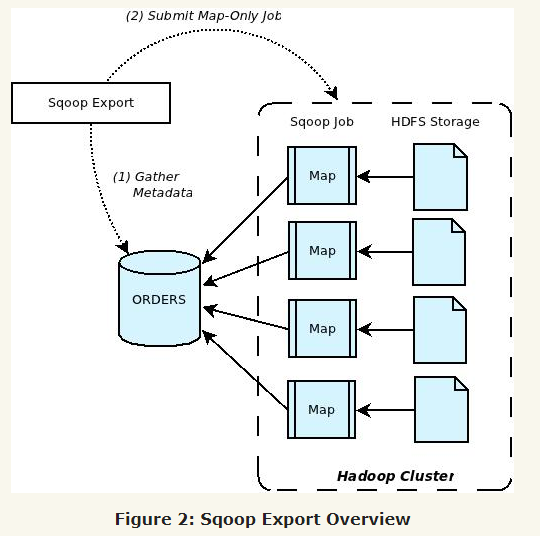 (2) Submit Map-Only Job
Sqoop Export
Sqoop Job
HDFS Storage
(1) Gather
Metadata
Map
Map
ORDERS
Map
Map
Hadoop Cluster
Figure 2: Sqoop Export Overview